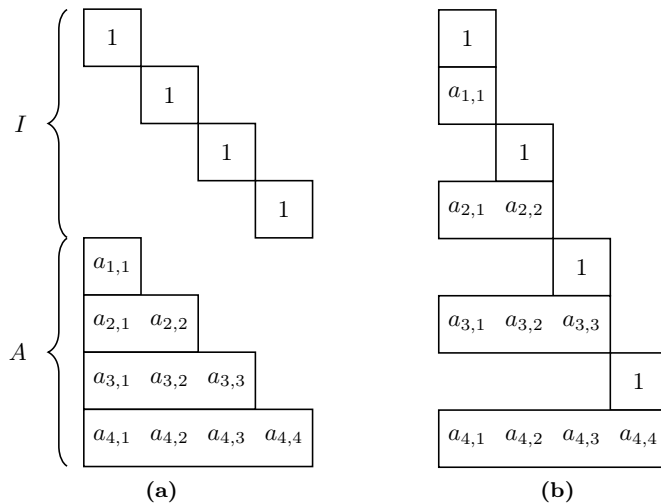 1
1
1
1
I
a1,1
a2,1 a2,2
a3,1 a3,2 a3,3
a4,1 a4,2 a4,3 a4,4
A
(a)
1
a1,1
1
a2,1 a2,2
1
a3,1 a3,2 a3,3
1
a4,1 a4,2 a4,3 a4,4
(b)